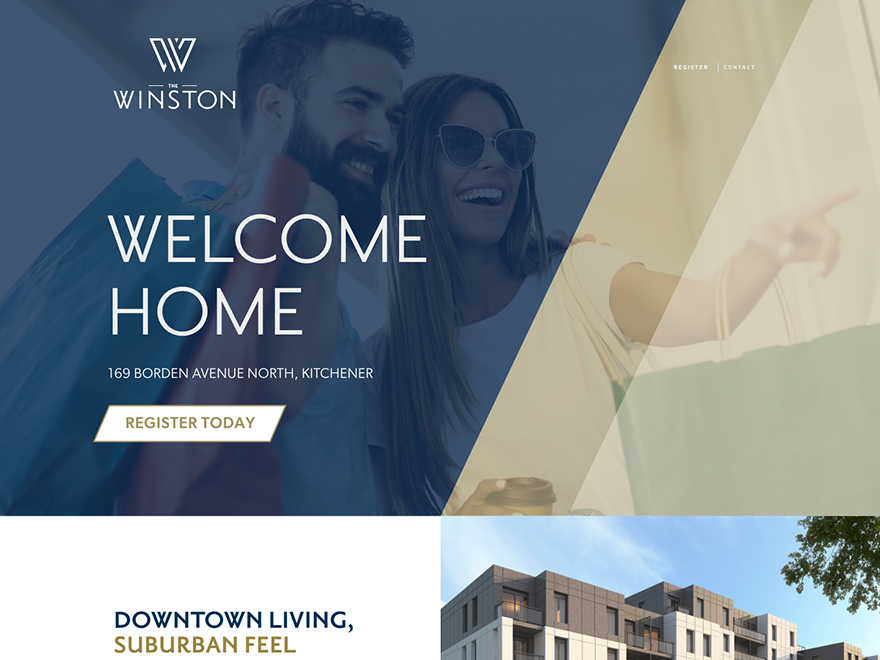 THE
WINSTON
REGISTER | CONTACT
WELCOME
HOME
169 BORDEN AVENUE NORTH, KITCHENER
REGISTER TODAY
DOWNTOWN LIVING,
SUBURBAN FEEL